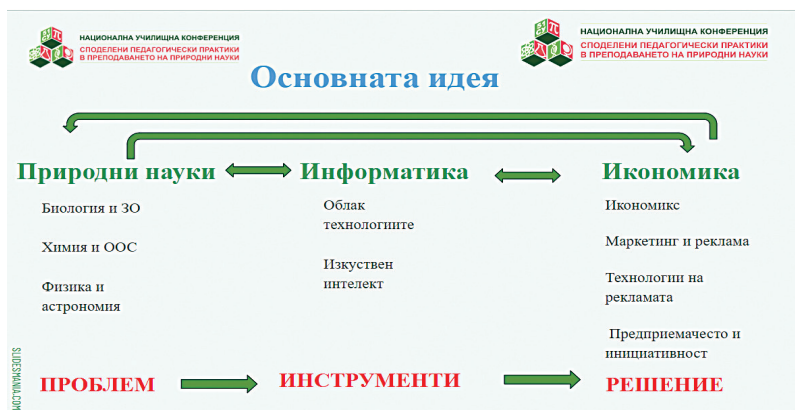 НАЦИОНАЛНА УЧИЛИЩНА КОНФЕРЕНЦИЯ
СПОДЕЛЕНИ ПЕДАГОГИЧЕСКИ ПРАКТИКИ
В ПРЕПОДАВАНЕТО НА ПРИРОДНИ НАУКИ
НАЦИОНАЛНА УЧИЛИЩНА КОНФЕРЕНЦИЯ
СПОДЕЛЕНИ ПЕДАГОГИЧЕСКИ ПРАКТИКИ
В ПРЕПОДАВАНЕТО НА ПРИРОДНИ НАУКИ
Основната идея
Природни науки
Биология и ЗО
Химия и ООС
Физика и
астрономия
Информатика
Облак
технологиите
Изкуствен
интелект
Икономика
Икономикс
Маркетинг и реклама
Технологии на
рекламата
Предприемачесто и
инициативност
ПРОБЛЕМ
ИНСТРУМЕНТИ
РЕШЕНИЕ
SLIDESMANIA.COM